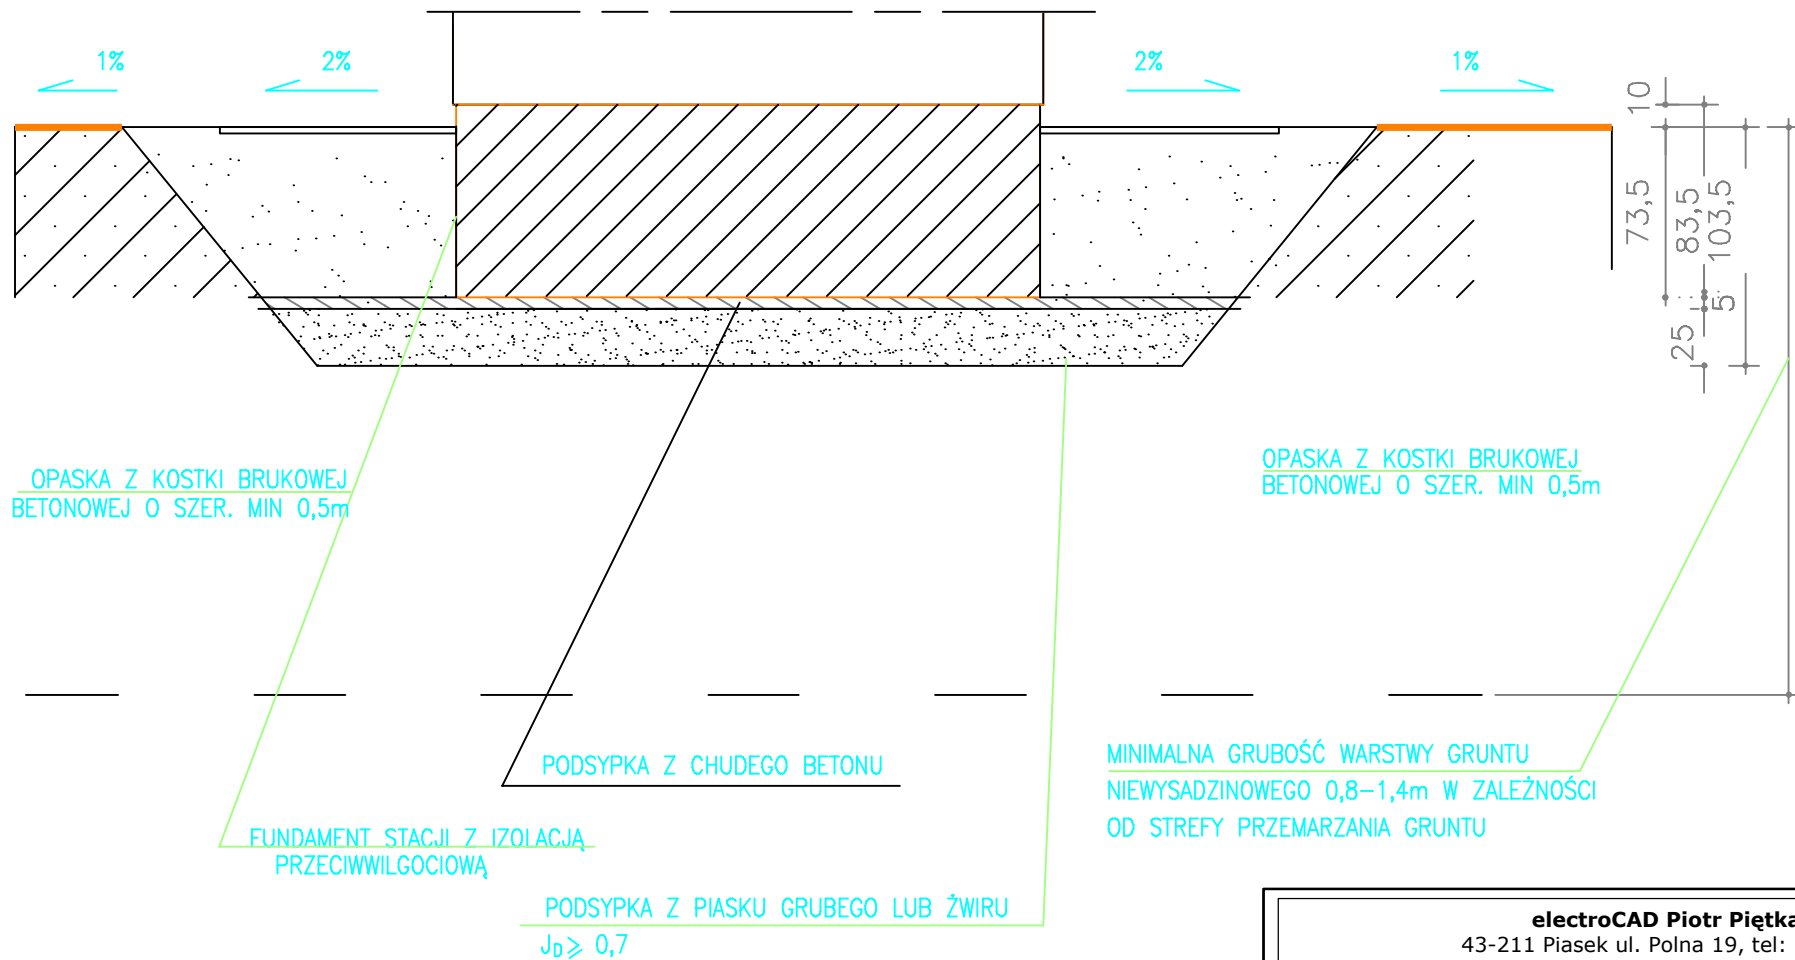 1%
2%
2%
1%
10
73,5
83,5
103,5
5
25
OPASKA Z KOSTKI BRUKOWEJ
BETONOWEJ O SZER. MIN 0,5m
OPASKA Z KOSTKI BRUKOWEJ
BETONOWEJ O SZER. MIN 0,5m
PODSYPKA Z CHUDEGO BETONU
MINIMALNA GRUBOŚĆ WARSTWY GRUNTU
NIEWYSADZINOWEGO 0,8-1,4m W ZALEŻNOŚCI
OD STREFY PRZEMARZANIA GRUNTU
FUNDAMENT STACJI Z IZOLACJĄ
PRZECIWWILGOCIOWĄ
PODSYPKA Z PIASKU GRUBEGO LUB ŻWIRU
JD ⩾ 0,7
electroCAD Piotr Piętka
43-211 Piasek ul. Polna 19, tel: